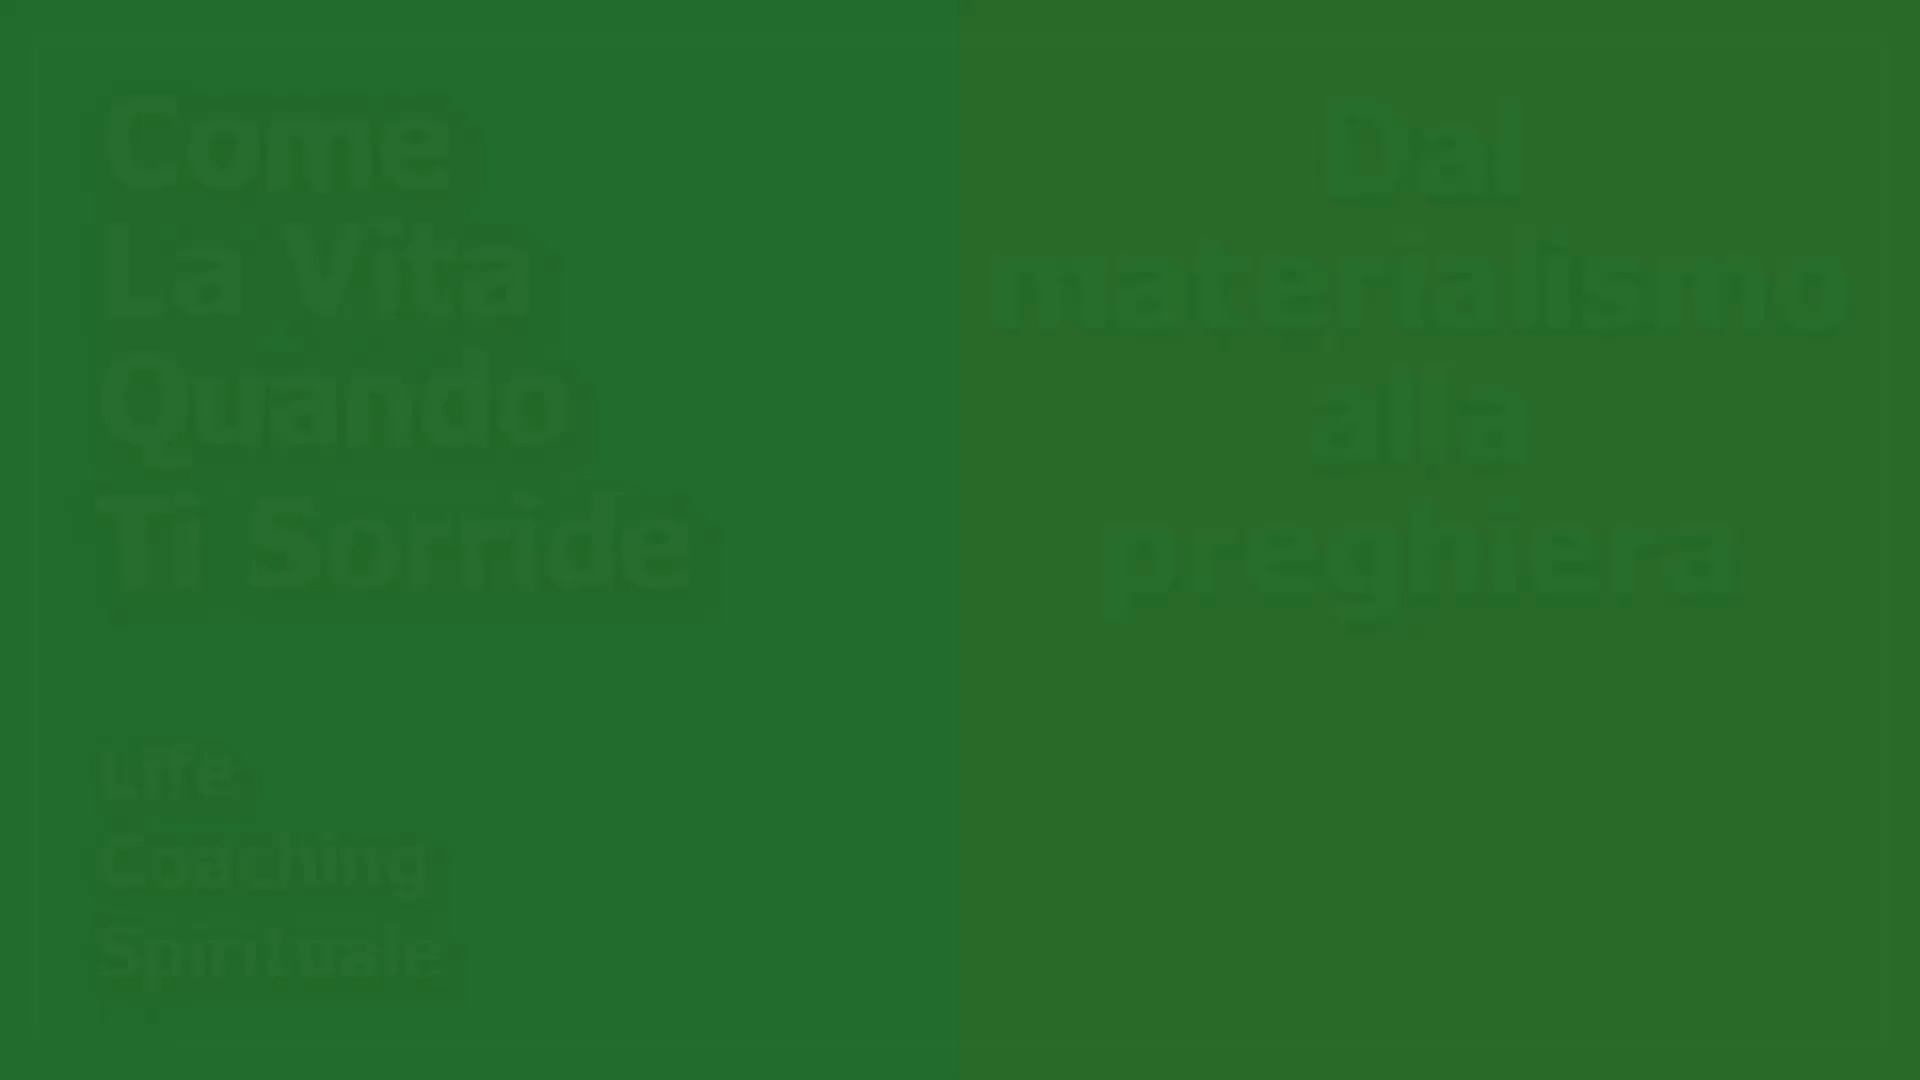 Come
La Vita
Quando
Ti Sorride
Life
Coaching
Spirituale
Dal
materialismo
alla
preghiera